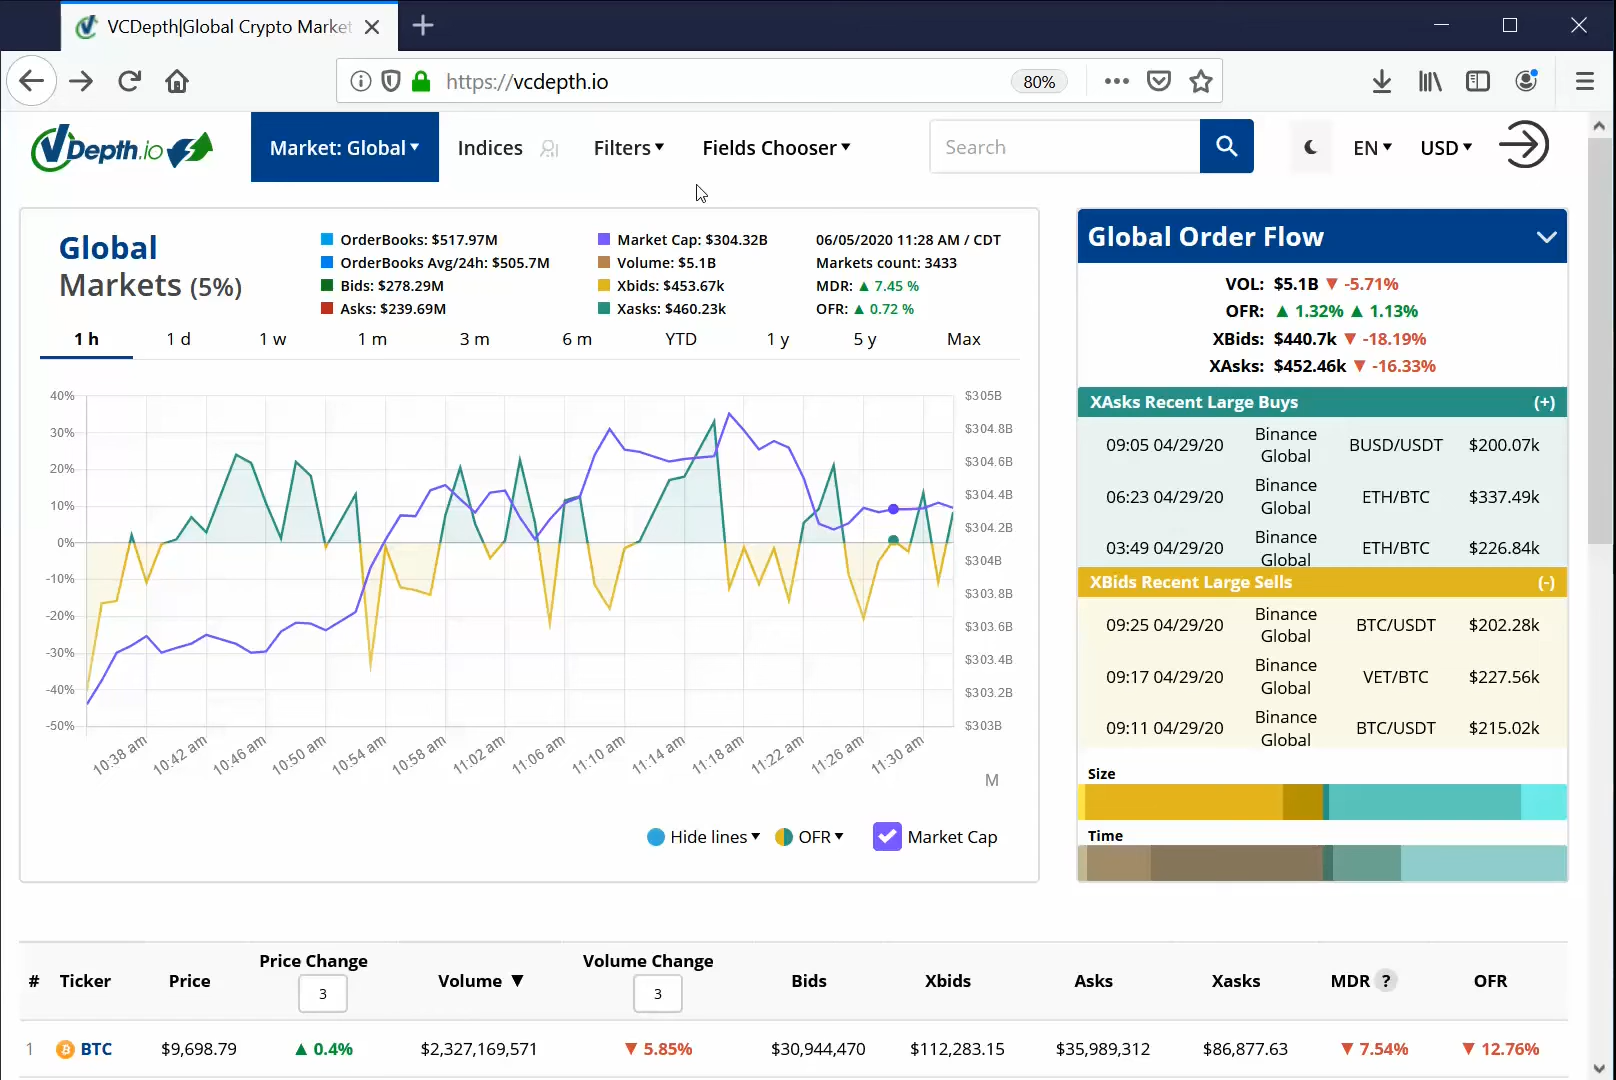 VCDepth|Global Crypto Market
https://vcdepth.io
80%
VDepth.io
Market: Global
Indices
Filters
Fields Chooser
Search
EN
USD
Global
Markets (5%)
OrderBooks: $517.97M
OrderBooks Avg/24h: $505.7M
Bids: $278.29M
Asks: $239.69M
Market Cap: $304.32B
Volume: $5.1B
Xbids: $453.67k
Xasks: $460.23k
06/05/2020 11:28 AM / CDT
Markets count: 3433
MDR: ▲ 7.45 %
OFR: ▲ 0.72 %
1 h 1 d 1 w 1 m 3 m 6 m YTD 1 y 5 y Max
40%
30%
20%
10%
0%
-10%
-20%
-30%
-40%
-50%
$305B
$304.8B
$304.6B
$304.4B
$304.2B
$304B
$303.8B
$303.6B
$303.4B
$303.2B
$303B
10:38 am 10:42 am 10:46 am 10:50 am 10:54 am 10:58 am 11:02 am 11:06 am 11:10 am 11:14 am 11:18 am 11:22 am 11:26 am 11:30 am
M
Hide lines ▾ OFR ▾ Market Cap
Global Order Flow
VOL: $5.1B ▼ -5.71%
OFR: ▲ 1.32% ▲ 1.13%
XBids: $440.7k ▼ -18.19%
XAsks: $452.46k ▼ -16.33%
XAsks Recent Large Buys (+)
09:05 04/29/20 Binance Global BUSD/USDT $200.07k
06:23 04/29/20 Binance Global ETH/BTC $337.49k
03:49 04/29/20 Binance Global ETH/BTC $226.84k
XBids Recent Large Sells (-)
09:25 04/29/20 Binance Global BTC/USDT $202.28k
09:17 04/29/20 Binance Global VET/BTC $227.56k
09:11 04/29/20 Binance Global BTC/USDT $215.02k
Size
Time
# Ticker Price Price Change 3 Volume ▼ Volume Change 3 Bids Xbids Asks Xasks MDR ? OFR
1 BTC $9,698.79 ▲ 0.4% $2,327,169,571 ▼ 5.85% $30,944,470 $112,283.15 $35,989,312 $86,877.63 ▼ 7.54% ▼ 12.76%